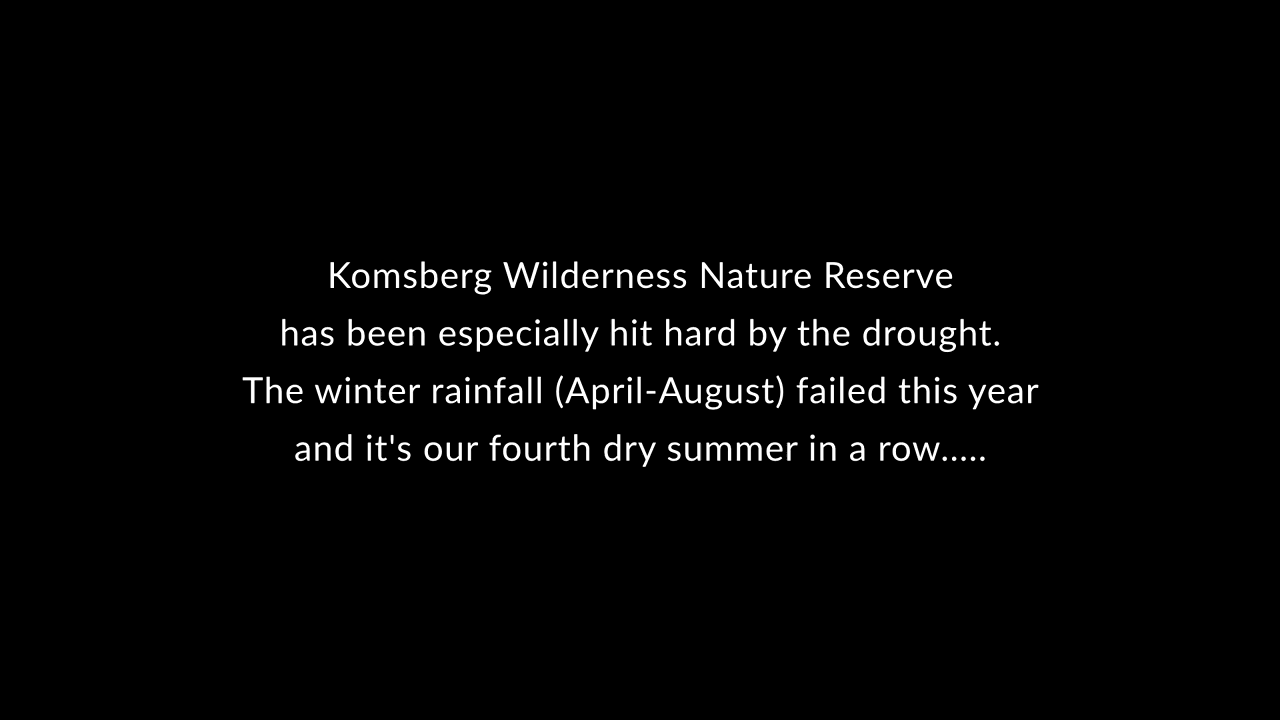 Komsberg Wilderness Nature Reserve
has been especially hit hard by the drought.
The winter rainfall (April-August) failed this year
and it's our fourth dry summer in a row.....